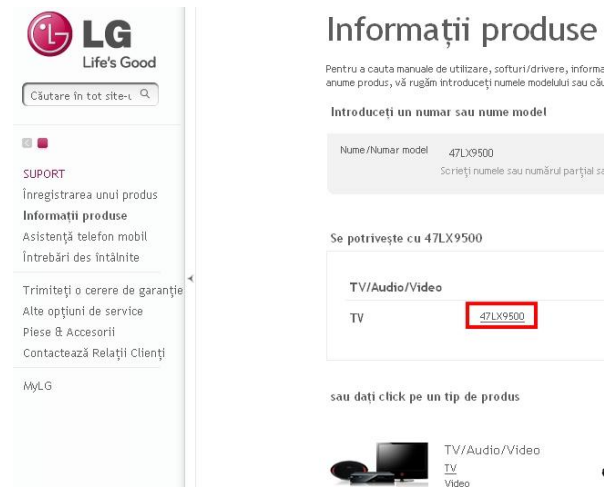 LG
Life's Good
Căutare în tot site-u
SUPORT
Înregistrarea unui produs
Informații produse
Asistență telefon mobil
Întrebări des întâlnite
Trimiteți o cerere de garanție
Alte opțiuni de service
Piese & Accesorii
Contactează Relații Clienți
MyLG
Informații produse
Pentru a cauta manuale de utilizare, softuri/drivere, informa
anume produs, vă rugăm introduceți numele modelului sau cău
Introduceți un numar sau nume model
Nume/Numar model 47LX9500
Scrieți numele sau numărul parțial sa
Se potrivește cu 47LX9500
TV/Audio/Video
TV 47LX9500
sau dați click pe un tip de produs
TV/Audio/Video
TV
Video